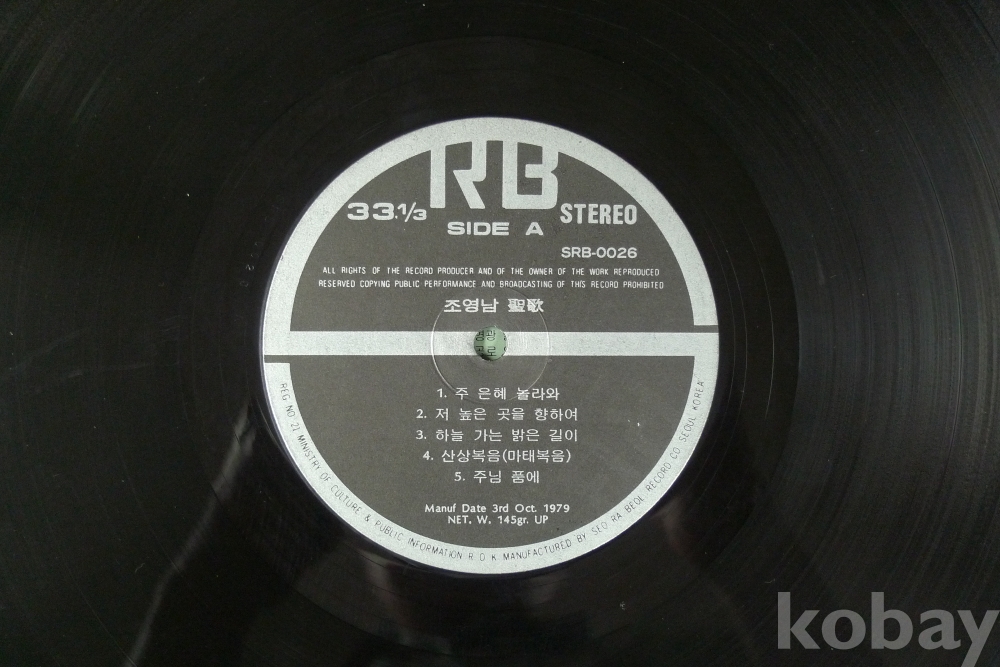 RB
33.1/3
SIDE A
STEREO
SRB-0026
ALL RIGHTS OF THE RECORD PRODUCER AND OF THE OWNER OF THE WORK REPRODUCED
RESERVED COPYING PUBLIC PERFORMANCE AND BROADCASTING OF THIS RECORD PROHIBITED
조영남 聖歌
1. 주 은혜 놀라와
2. 저 높은 곳을 향하여
3. 하늘 가는 밝은 길이
4. 산상복음(마태복음)
5. 주님 품에
Manuf Date 3rd Oct. 1979
NET. W. 145gr. UP
REG NO 21 MINISTRY OF CULTURE & PUBLIC INFORMATION R O K MANUFACTURED BY SEO RA BEOL RECORD CO SEOUL KOREA
kobay